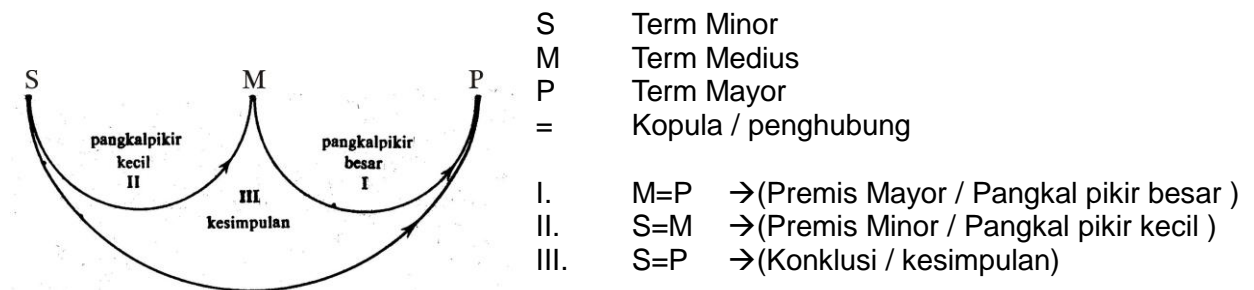 S M P
pangkalpikir
kecil
II
pangkalpikir
besar
I
III
kesimpulan
S Term Minor
M Term Medius
P Term Mayor
= Kopula / penghubung
I. M=P →(Premis Mayor / Pangkal pikir besar )
II. S=M →(Premis Minor / Pangkal pikir kecil )
III. S=P →(Konklusi / kesimpulan)